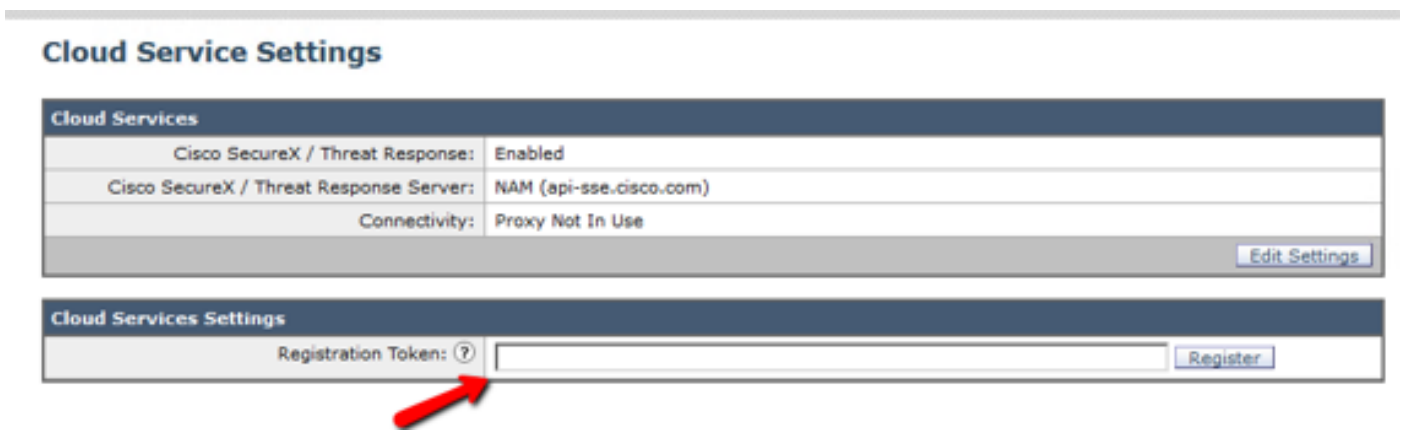 Cloud Service Settings
Cloud Services
Cisco SecureX / Threat Response: Enabled
Cisco SecureX / Threat Response Server: NAM (api-sse.cisco.com)
Connectivity: Proxy Not In Use
Edit Settings
Cloud Services Settings
Registration Token: ? Register